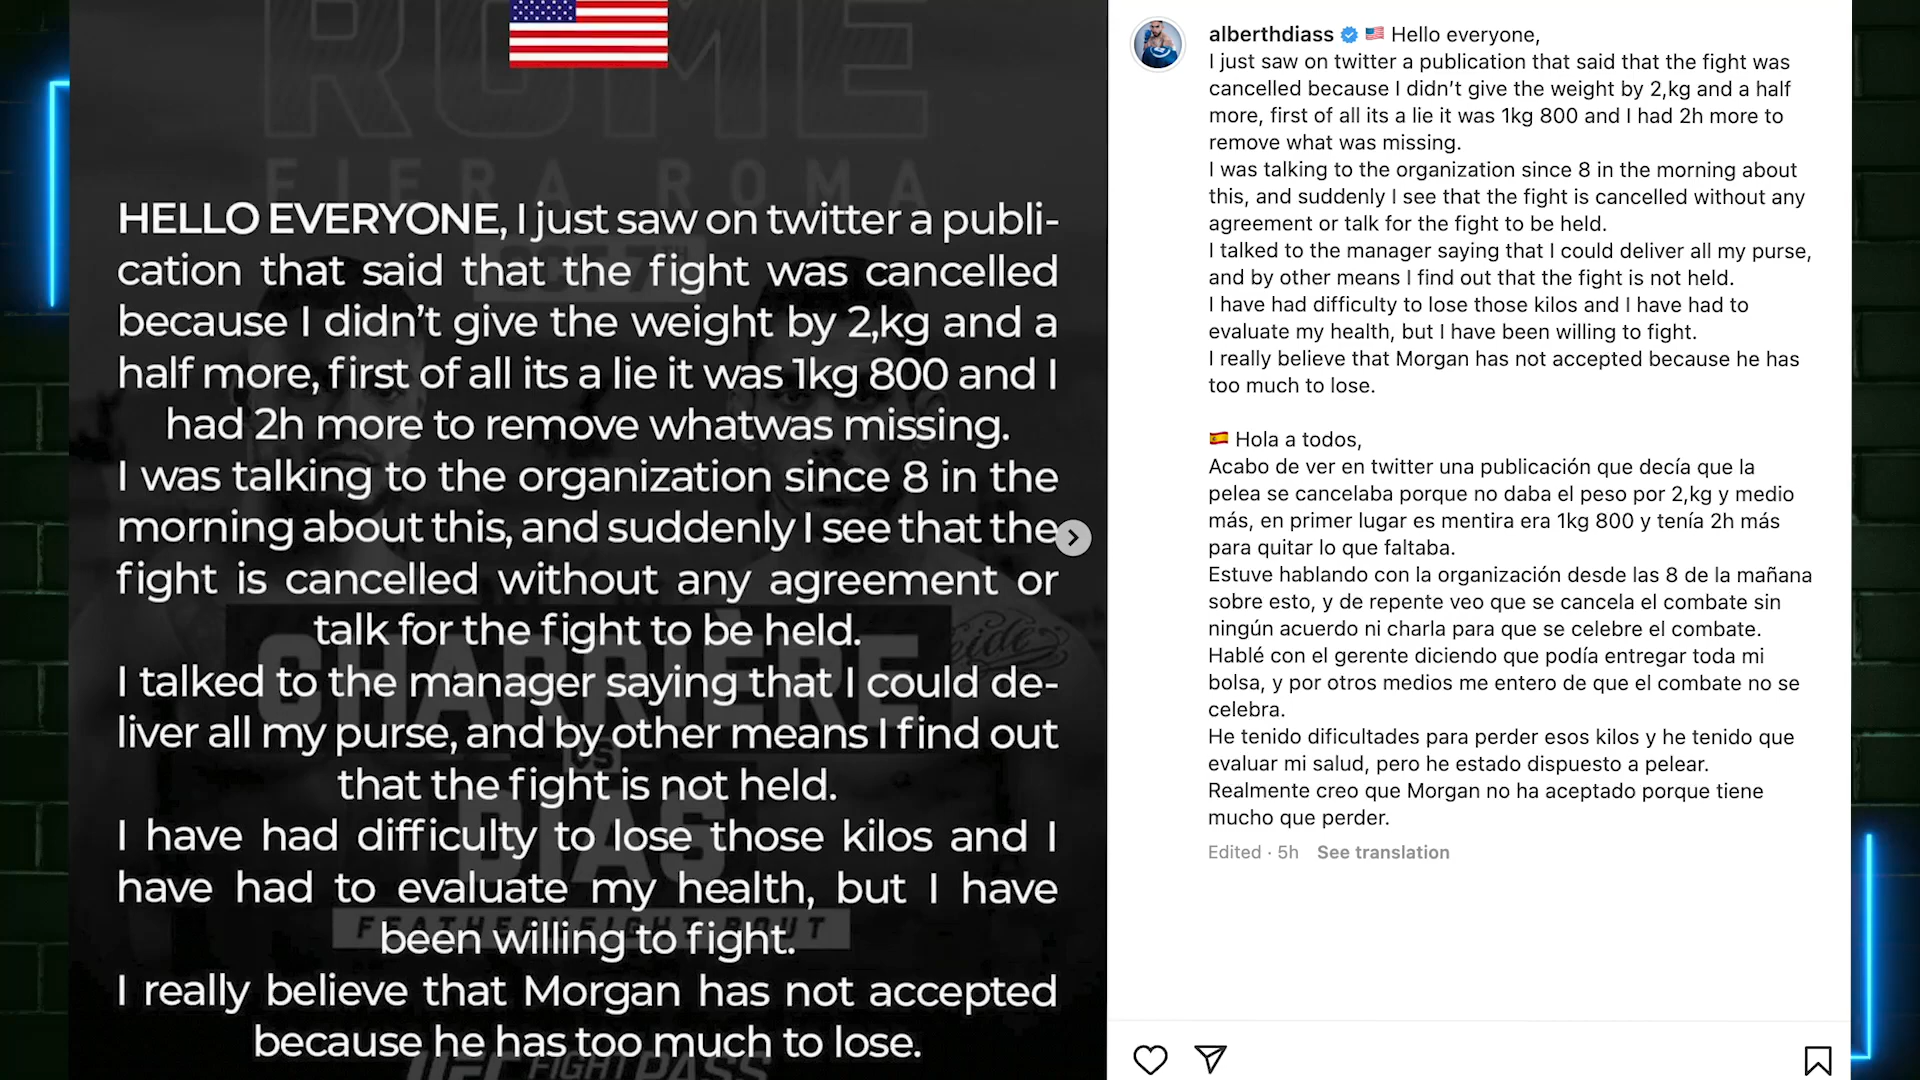 ROME
FIERA ROMA
HELLO EVERYONE, I just saw on twitter a publi-
cation that said that the fight was cancelled
because I didn't give the weight by 2,kg and a
half more, first of all its a lie it was 1kg 800 and I
had 2h more to remove whatwas missing.
I was talking to the organization since 8 in the
morning about this, and suddenly I see that the
fight is cancelled without any agreement or
talk for the fight to be held.
I talked to the manager saying that I could de-
liver all my purse, and by other means I find out
that the fight is not held.
I have had difficulty to lose those kilos and I
have had to evaluate my health, but I have
been willing to fight.
I really believe that Morgan has not accepted
because he has too much to lose.
CHARRIÈRE
VS
DIAS
FEATHERWEIGHT BOUT
UFC FIGHT PASS
alberthdiass 🇺🇸 Hello everyone,
I just saw on twitter a publication that said that the fight was
cancelled because I didn’t give the weight by 2,kg and a half
more, first of all its a lie it was 1kg 800 and I had 2h more to
remove what was missing.
I was talking to the organization since 8 in the morning about
this, and suddenly I see that the fight is cancelled without any
agreement or talk for the fight to be held.
I talked to the manager saying that I could deliver all my purse,
and by other means I find out that the fight is not held.
I have had difficulty to lose those kilos and I have had to
evaluate my health, but I have been willing to fight.
I really believe that Morgan has not accepted because he has
too much to lose.
🇪🇸 Hola a todos,
Acabo de ver en twitter una publicación que decía que la
pelea se cancelaba porque no daba el peso por 2,kg y medio
más, en primer lugar es mentira era 1kg 800 y tenía 2h más
para quitar lo que faltaba.
Estuve hablando con la organización desde las 8 de la mañana
sobre esto, y de repente veo que se cancela el combate sin
ningún acuerdo ni charla para que se celebre el combate.
Hablé con el gerente diciendo que podía entregar toda mi
bolsa, y por otros medios me entero de que el combate no se
celebra.
He tenido dificultades para perder esos kilos y he tenido que
evaluar mi salud, pero he estado dispuesto a pelear.
Realmente creo que Morgan no ha aceptado porque tiene
mucho que perder.
Edited · 5h See translation